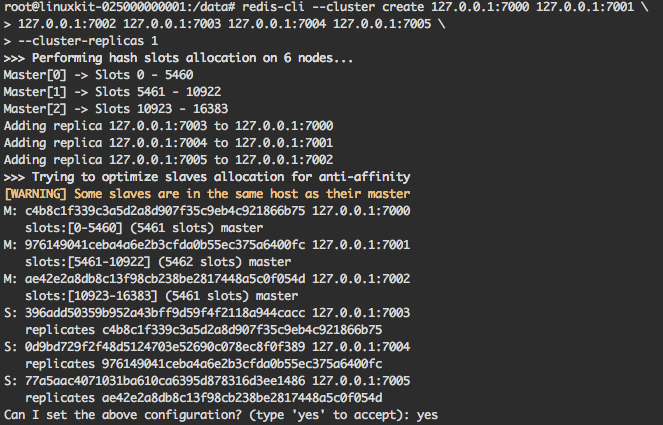 root@linuxkit-025000000001:/data# redis-cli --cluster create 127.0.0.1:7000 127.0.0.1:7001 \
> 127.0.0.1:7002 127.0.0.1:7003 127.0.0.1:7004 127.0.0.1:7005 \
> --cluster-replicas 1
>>> Performing hash slots allocation on 6 nodes...
Master[0] -> Slots 0 - 5460
Master[1] -> Slots 5461 - 10922
Master[2] -> Slots 10923 - 16383
Adding replica 127.0.0.1:7003 to 127.0.0.1:7000
Adding replica 127.0.0.1:7004 to 127.0.0.1:7001
Adding replica 127.0.0.1:7005 to 127.0.0.1:7002
>>> Trying to optimize slaves allocation for anti-affinity
[WARNING] Some slaves are in the same host as their master
M: c4b8c1f339c3a5d2a8d907f35c9eb4c921866b75 127.0.0.1:7000
slots:[0-5460] (5461 slots) master
M: 976149041ceba4a6e2b3cfda0b55ec375a6400fc 127.0.0.1:7001
slots:[5461-10922] (5462 slots) master
M: ae42e2a8db8c13f98cb238be2817448a5c0f054d 127.0.0.1:7002
slots:[10923-16383] (5461 slots) master
S: 396add50359b952a43bff9d59f4f2118a944cacc 127.0.0.1:7003
replicates c4b8c1f339c3a5d2a8d907f35c9eb4c921866b75
S: 0d9bd729f2f48d5124703e52690c078ec8f0f389 127.0.0.1:7004
replicates 976149041ceba4a6e2b3cfda0b55ec375a6400fc
S: 77a5aac4071031ba610ca6395d878316d3ee1486 127.0.0.1:7005
replicates ae42e2a8db8c13f98cb238be2817448a5c0f054d
Can I set the above configuration? (type 'yes' to accept): yes